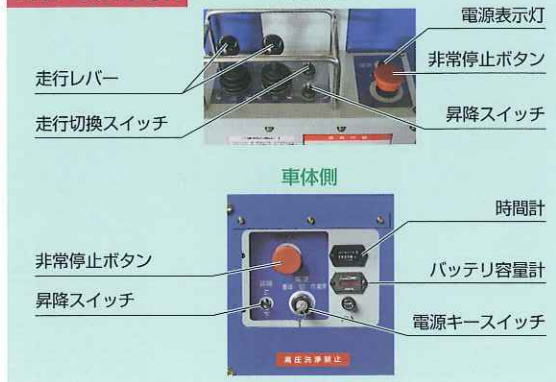 電源表示灯
非常停止ボタン
走行レバー
走行切換スイッチ
昇降スイッチ
車体側
時間計
非常停止ボタン
バッテリ容量計
昇降スイッチ
電源キースイッチ
高圧洗浄禁止